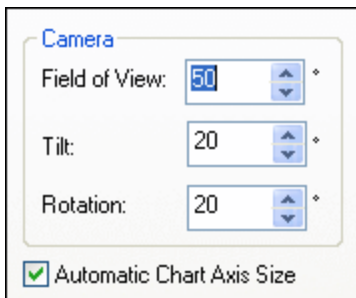 Camera
Field of View: 50 °
Tilt: 20 °
Rotation: 20 °
Automatic Chart Axis Size